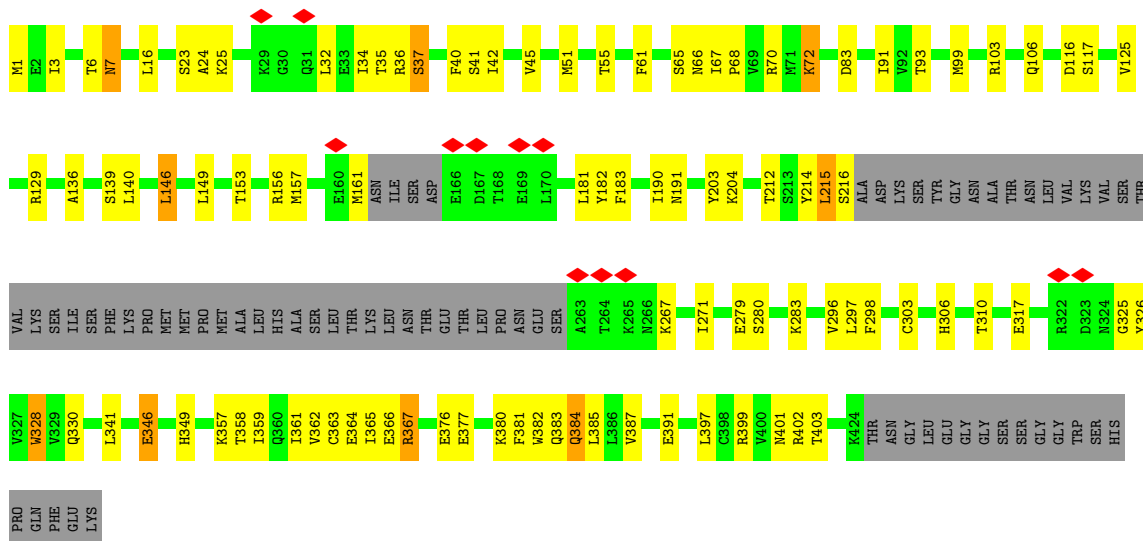 M1 E2 I3 T6 N7 L16 S23 A24 K25 K29 G30 Q31 L32 E33 I34 T35 R36 S37 F40 S41 I42 V45 M51 T55 F61 S65 N66 I67 P68 V69 R70 M71 K72 D83 I91 V92 T93 M99 R103 Q106 D116 S117 V125
R129 A136 S139 L140 L146 L149 T153 R156 M157 E160 M161 ASN ILE SER ASP E166 D167 T168 E169 L170 L181 Y182 F183 I190 N191 Y203 K204 T212 S213 Y214 L215 S216 ALA ASP LYS SER TYR GLY ASN ALA THR ASN LEU VAL LYS VAL SER THR
VAL LYS SER ILE SER PHE LYS PRO MET MET PRO MET ALA LEU HIS ALA SER LEU THR LYS LEU ASN THR GLU THR LEU PRO ASN GLU SER A263 T264 K265 N266 K267 I271 E279 S280 K283 V296 L297 F298 C303 H306 T310 E317 R322 D323 N324 G325 Y326
V327 W328 V329 Q330 L341 E346 H349 K357 T358 I359 Q360 I361 V362 C363 E364 I365 E366 R367 E376 E377 K380 F381 W382 Q383 Q384 L385 L386 V387 E391 L397 C398 R399 V400 N401 R402 T403 K424 THR ASN GLY LEU GLU GLY GLY SER SER GLY GLY TRP SER HIS
PRO GLN PHE GLU LYS